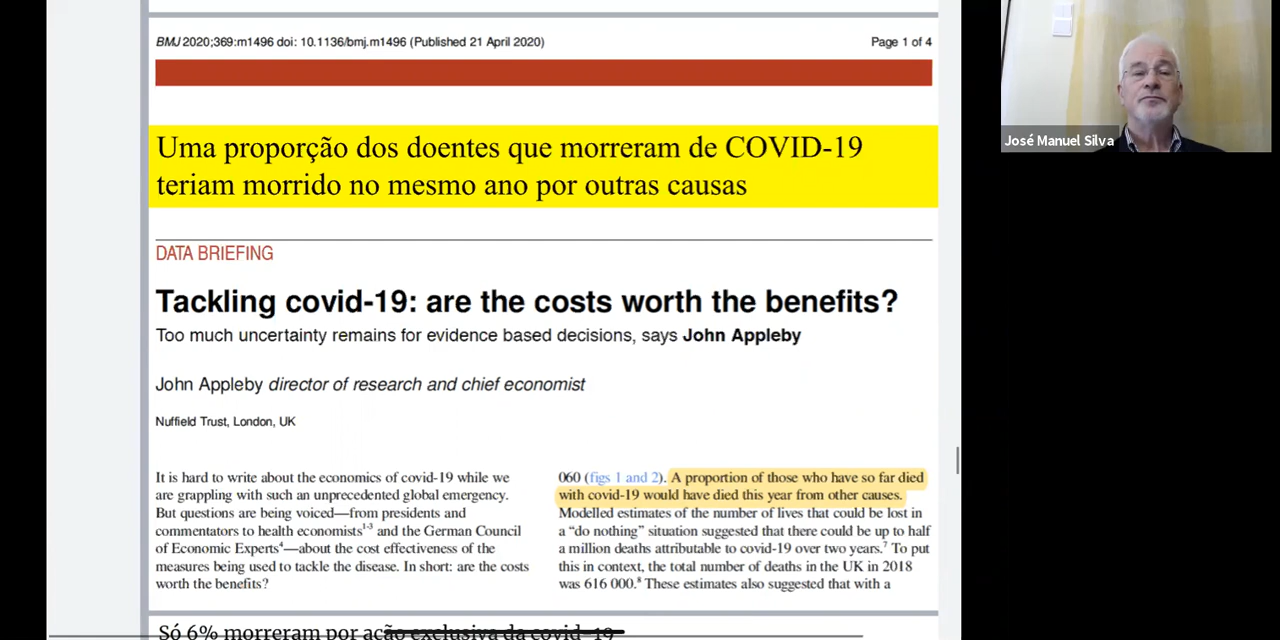 BMJ 2020;369:m1496 doi: 10.1136/bmj.m1496 (Published 21 April 2020) Page 1 of 4
Uma proporção dos doentes que morreram de COVID-19
teriam morrido no mesmo ano por outras causas
DATA BRIEFING
Tackling covid-19: are the costs worth the benefits?
Too much uncertainty remains for evidence based decisions, says John Appleby
John Appleby director of research and chief economist
Nuffield Trust, London, UK
It is hard to write about the economics of covid-19 while we
are grappling with such an unprecedented global emergency.
But questions are being voiced—from presidents and
commentators to health economists1-3 and the German Council
of Economic Experts4—about the cost effectiveness of the
measures being used to tackle the disease. In short: are the costs
worth the benefits?
060 (figs 1 and 2). A proportion of those who have so far died
with covid-19 would have died this year from other causes.
Modelled estimates of the number of lives that could be lost in
a “do nothing” situation suggested that there could be up to half
a million deaths attributable to covid-19 over two years.7 To put
this in context, the total number of deaths in the UK in 2018
was 616 000.8 These estimates also suggested that with a
Só 6% morreram por ação exclusiva da covid-19
José Manuel Silva